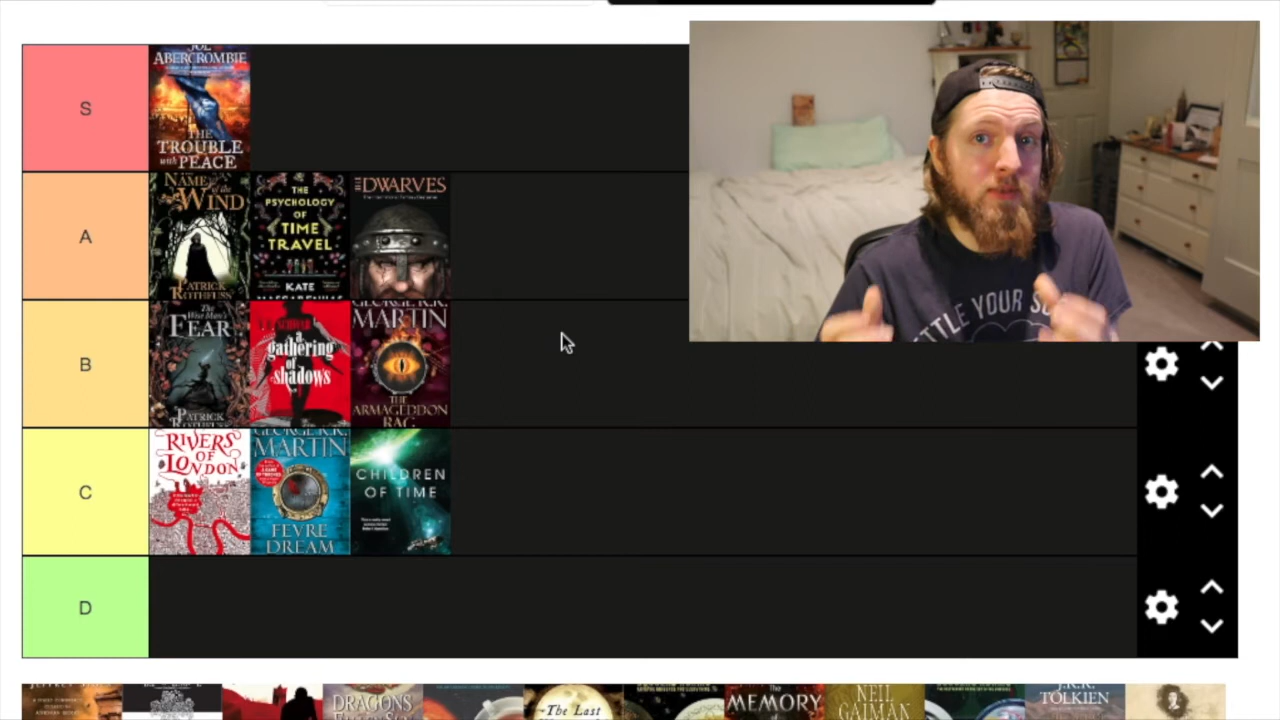 S
JOE
ABERCROMBIE
THE
TROUBLE
with PEACE
A
NAME of the
WIND
PATRICK
ROTHFUSS
THE
PSYCHOLOGY
OF
TIME
TRAVEL
KATE
MASCARENHAS
DWARVES
B
The
Wise Man's
FEAR
PATRICK
a
gathering
of
shadows
GEORGE R.R.
MARTIN
THE
ARMAGEDDON
RAG
C
RIVERS
OF
LONDON
GEORGE R.R.
MARTIN
FEVRE
DREAM
CHILDREN
OF TIME
D
DRAGONS
The Last
The
MEMORY
of
NEIL
GAIMAN
J.R.R.
TOLKIEN
TTLE YOUR S